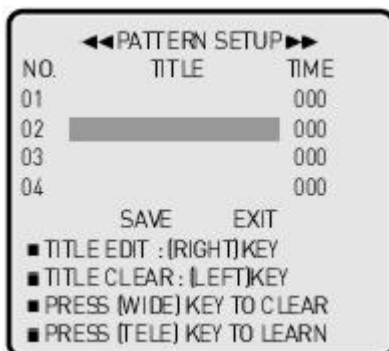 ◄◄PATTERN SETUP►►
NO. TITLE TIME
01 000
02 000
03 000
04 000
SAVE EXIT
■ TITLE EDIT : (RIGHT)KEY
■ TITLE CLEAR : (LEFT)KEY
■ PRESS (WIDE) KEY TO CLEAR
■ PRESS (TELE) KEY TO LEARN